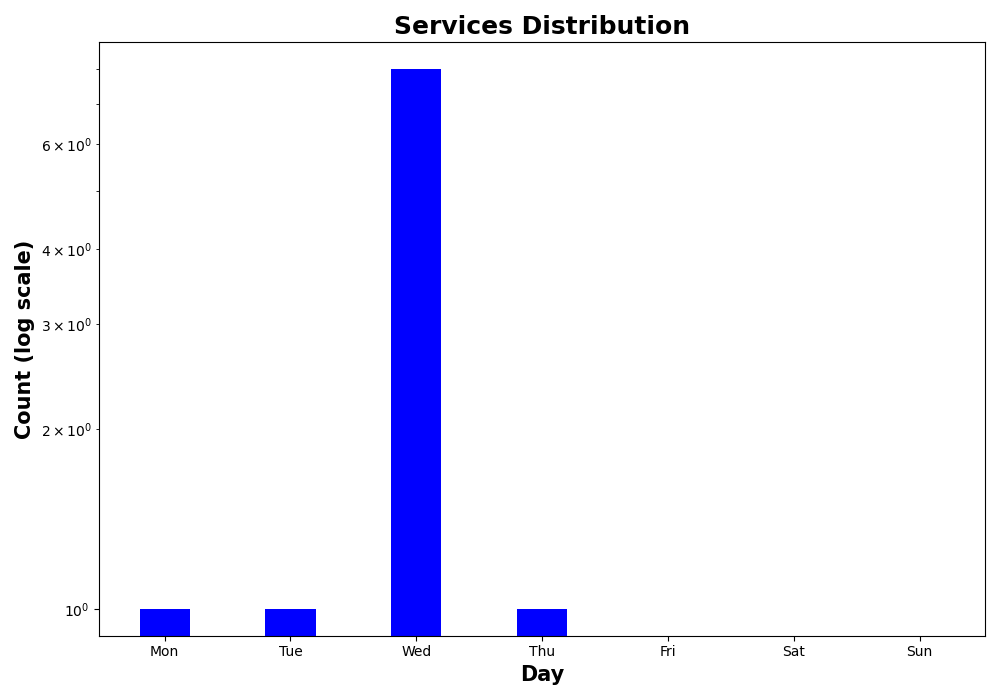 Services Distribution
Count (log scale)
6 × 10⁰
4 × 10⁰
3 × 10⁰
2 × 10⁰
10⁰
Mon Tue Wed Thu Fri Sat Sun
Day